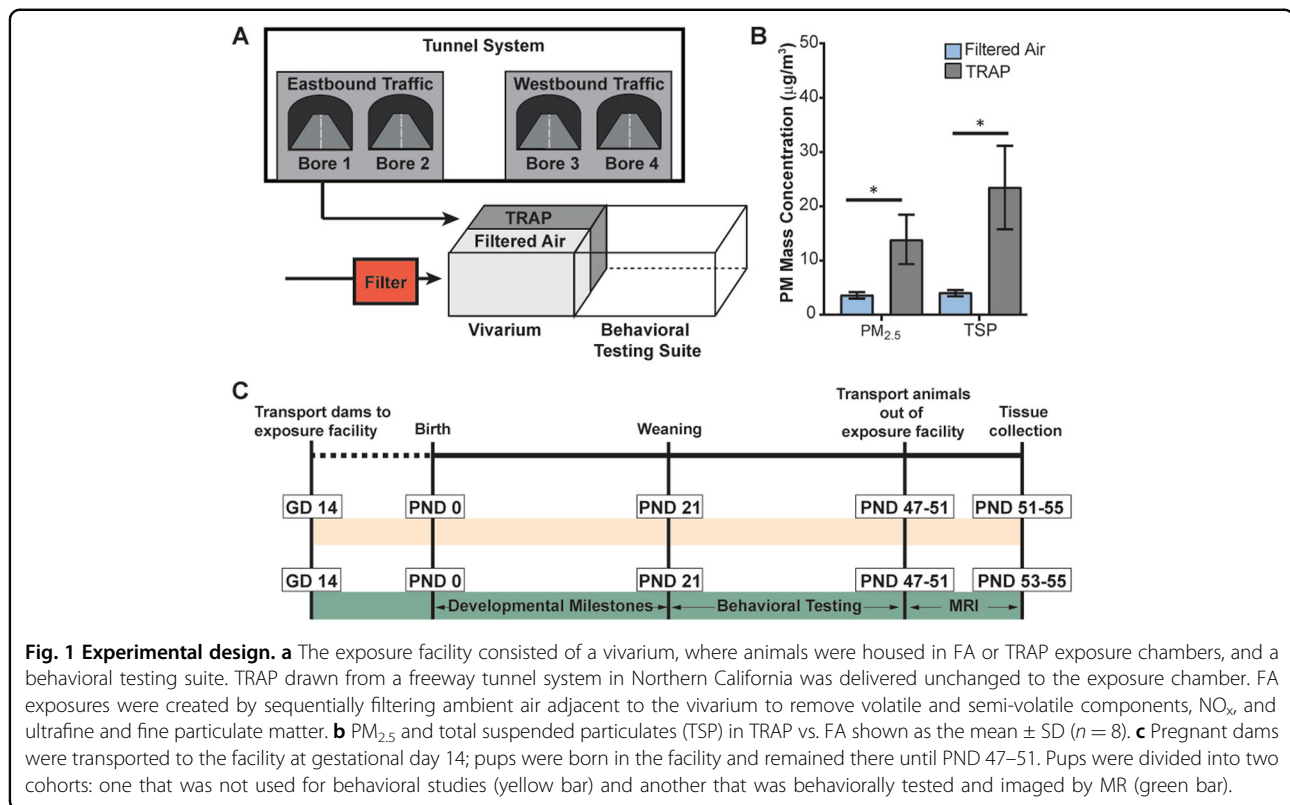 A
Tunnel System
Eastbound Traffic
Westbound Traffic
Bore 1
Bore 2
Bore 3
Bore 4
TRAP
Filtered Air
Filter
Vivarium
Behavioral
Testing Suite
B
Filtered Air
TRAP
PM Mass Concentration (μg/m³)
50
40
30
20
10
0
*
*
PM2.5
TSP
C
Transport dams to
exposure facility
Birth
Weaning
Transport animals
out of
exposure facility
Tissue
collection
GD 14
PND 0
PND 21
PND 47-51
PND 51-55
GD 14
PND 0
PND 21
PND 47-51
PND 53-55
Developmental Milestones
Behavioral Testing
MRI
Fig. 1 Experimental design. a The exposure facility consisted of a vivarium, where animals were housed in FA or TRAP exposure chambers, and a
behavioral testing suite. TRAP drawn from a freeway tunnel system in Northern California was delivered unchanged to the exposure chamber. FA
exposures were created by sequentially filtering ambient air adjacent to the vivarium to remove volatile and semi-volatile components, NOx, and
ultrafine and fine particulate matter. b PM2.5 and total suspended particulates (TSP) in TRAP vs. FA shown as the mean ± SD (n = 8). c Pregnant dams
were transported to the facility at gestational day 14; pups were born in the facility and remained there until PND 47–51. Pups were divided into two
cohorts: one that was not used for behavioral studies (yellow bar) and another that was behaviorally tested and imaged by MR (green bar).